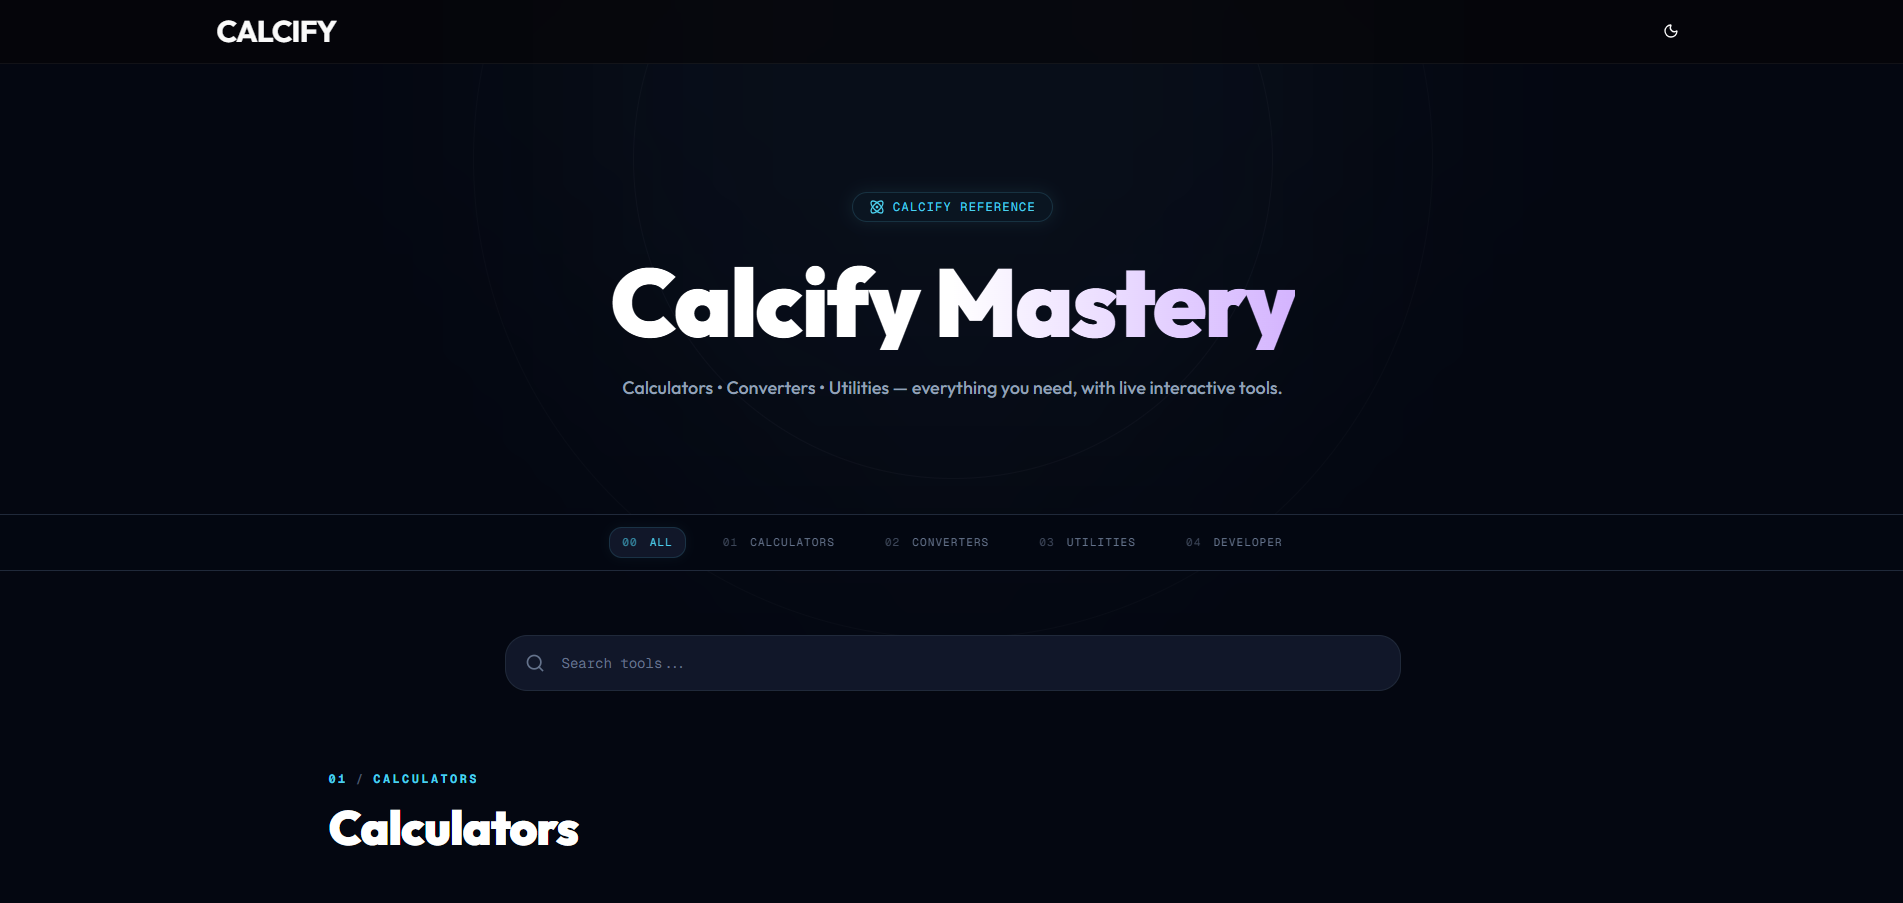 CALCIFY
CALCIFY REFERENCE
Calcify Mastery
Calculators • Converters • Utilities — everything you need, with live interactive tools.
00 ALL 01 CALCULATORS 02 CONVERTERS 03 UTILITIES 04 DEVELOPER
Search tools...
01 / CALCULATORS
Calculators